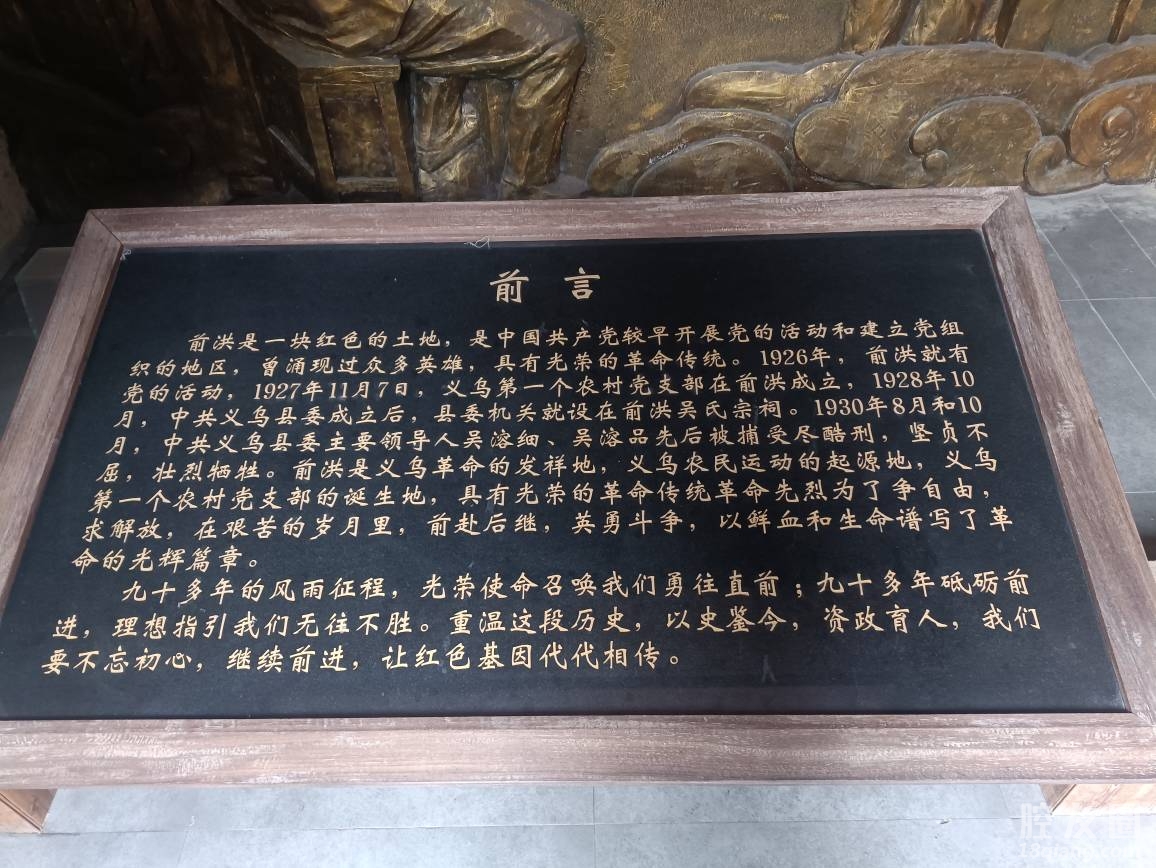 前言
前洪是一块红色的土地，是中国共产党较早开展党的活动和建立党组
织的地区，曾涌现过众多英雄，具有光荣的革命传统。1926年，前洪就有
党的活动，1927年11月7日，义乌第一个农村党支部在前洪成立，1928年10
月，中共义乌县委成立后，县委机关就设在前洪吴氏宗祠。1930年8月和10
月，中共义乌县委主要领导人吴溶细、吴溶品先后被捕受尽酷刑，坚贞不
屈，壮烈牺牲。前洪是义乌革命的发祥地，义乌农民运动的起源地，义乌
第一个农村党支部的诞生地，具有光荣的革命传统革命先烈为了争自由，
求解放，在艰苦的岁月里，前赴后继，英勇斗争，以鲜血和生命谱写了革
命的光辉篇章。
九十多年的风雨征程，光荣使命召唤我们勇往直前；九十多年砥砺前
进，理想指引我们无往不胜。重温这段历史，以史鉴今，资政育人，我们
要不忘初心，继续前进，让红色基因代代相传。